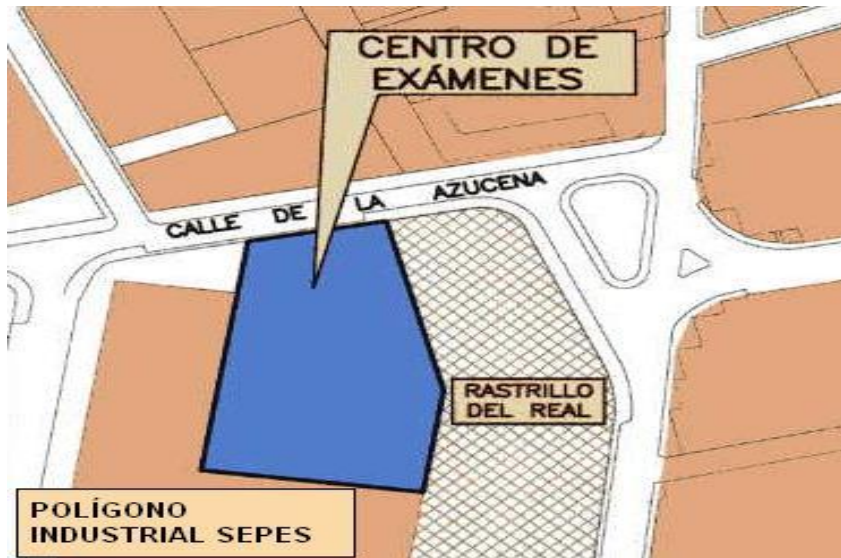 CENTRO DE
EXÁMENES
CALLE DE LA AZUCENA
RASTRILLO
DEL REAL
POLÍGONO
INDUSTRIAL SEPES